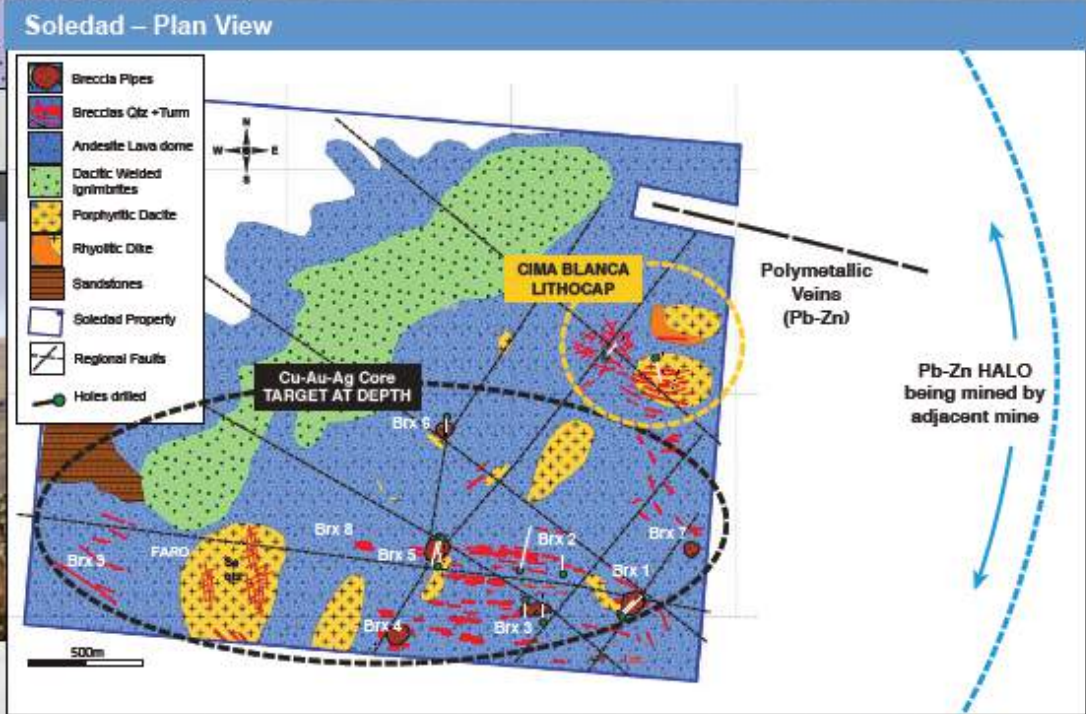 Soledad – Plan View
Breccia Pipes
Breccias Qtz +Turm
Andesite Lava dome
Dacitic Welded
Ignimbrites
Porphyritic Dacite
Rhyolitic Dike
Sandstones
Soledad Property
Regional Faults
Holes drilled
N
W
E
S
CIMA BLANCA
LITHOCAP
Polymetallic
Veins
(Pb-Zn)
Pb-Zn HALO
being mined by
adjacent mine
Cu-Au-Ag Core
TARGET AT DEPTH
Brx 6
Brx 8
Brx 2
Brx 7
FARO
Brx 5
Brx 9
Brx 1
Brx 4
Brx 3
500m